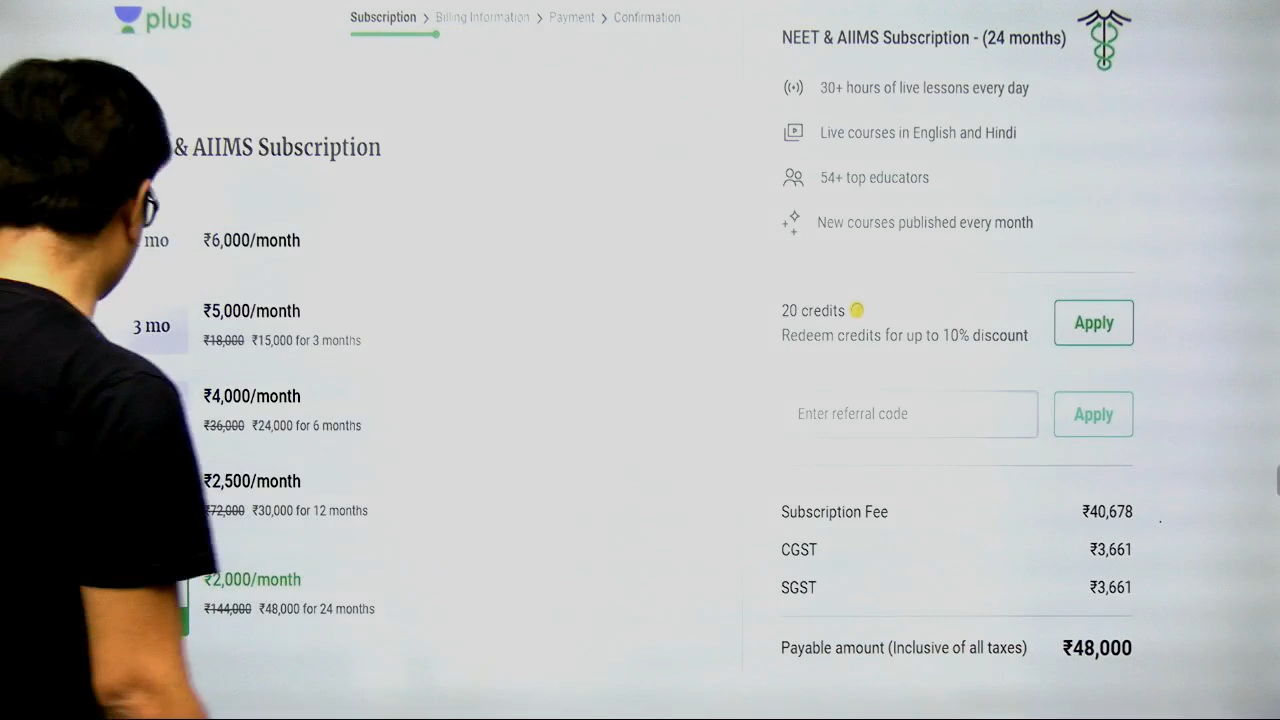 plus
Subscription > Billing Information > Payment > Confirmation
& AIIMS Subscription
mo ₹6,000/month
3 mo ₹5,000/month
₹18,000 ₹15,000 for 3 months
₹4,000/month
₹36,000 ₹24,000 for 6 months
₹2,500/month
₹72,000 ₹30,000 for 12 months
₹2,000/month
₹144,000 ₹48,000 for 24 months
NEET & AIIMS Subscription - (24 months)
30+ hours of live lessons every day
Live courses in English and Hindi
54+ top educators
New courses published every month
20 credits
Redeem credits for up to 10% discount
Apply
Enter referral code
Apply
Subscription Fee ₹40,678
CGST ₹3,661
SGST ₹3,661
Payable amount (Inclusive of all taxes) ₹48,000